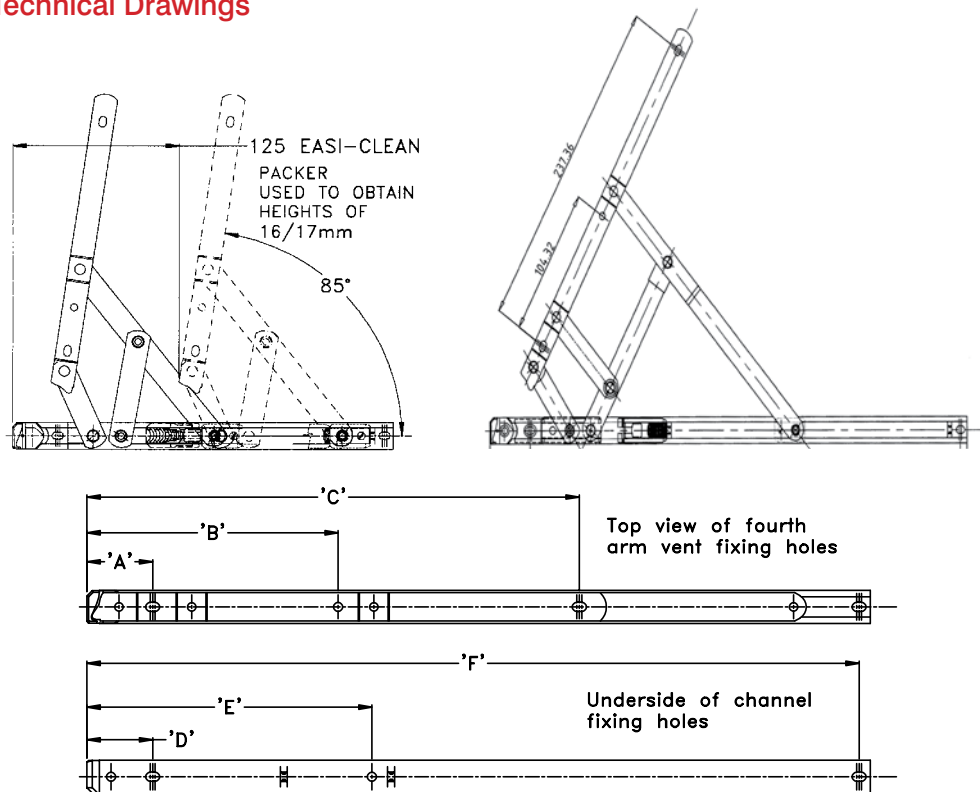 Technical Drawings
125 EASI-CLEAN
PACKER
USED TO OBTAIN
HEIGHTS OF
16/17mm
85°
237.36
104.32
'C'
'B'
'A'
Top view of fourth
arm vent fixing holes
'F'
'E'
'D'
Underside of channel
fixing holes